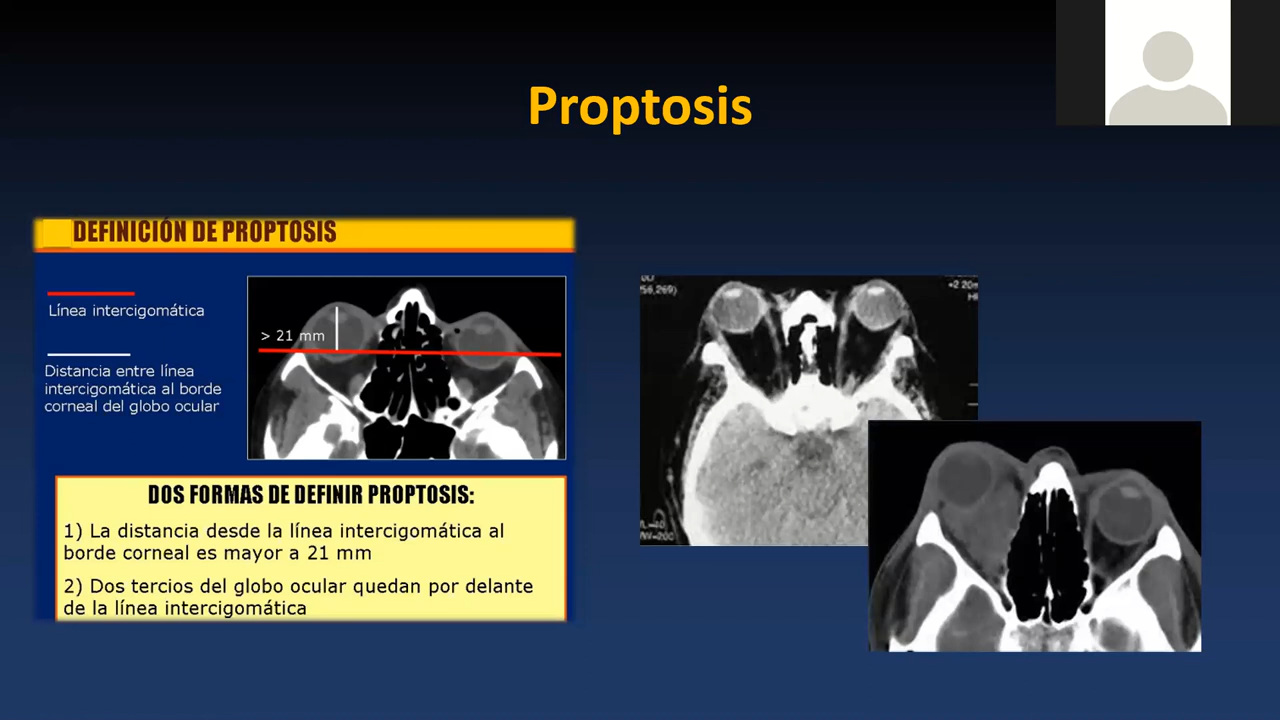 Proptosis
DEFINICIÓN DE PROPTOSIS
Línea intercigomática
Distancia entre línea
intercigomática al borde
corneal del globo ocular
> 21 mm
DOS FORMAS DE DEFINIR PROPTOSIS:
1) La distancia desde la línea intercigomática al
borde corneal es mayor a 21 mm
2) Dos tercios del globo ocular quedan por delante
de la línea intercigomática
56,269)